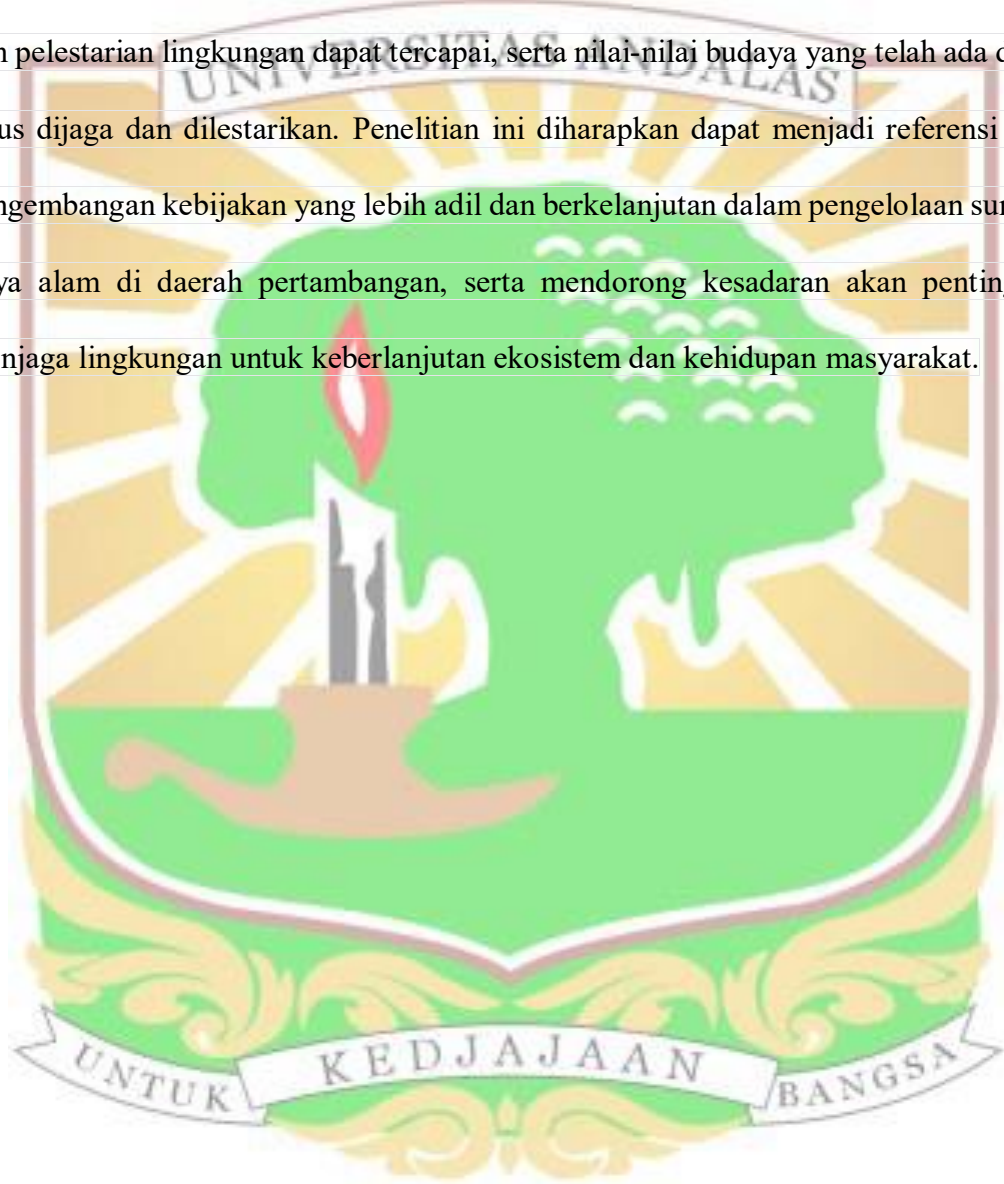 UNIVERSITAS ANDALAS
n pelestarian lingkungan dapat tercapai, serta nilai-nilai budaya yang telah ada d
us dijaga dan dilestarikan. Penelitian ini diharapkan dapat menjadi referensi
ngembangan kebijakan yang lebih adil dan berkelanjutan dalam pengelolaan sum
ya alam di daerah pertambangan, serta mendorong kesadaran akan penting
njaga lingkungan untuk keberlanjutan ekosistem dan kehidupan masyarakat.
UNTUK KEDJAJAAN BANGSA